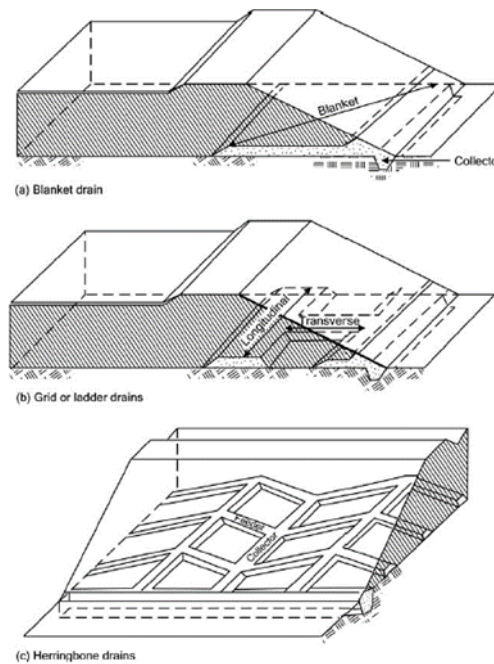 Blanket
Collector
(a) Blanket drain
Longitudinal
Transverse
(b) Grid or ladder drains
Feeder
Collector
(c) Herringbone drains